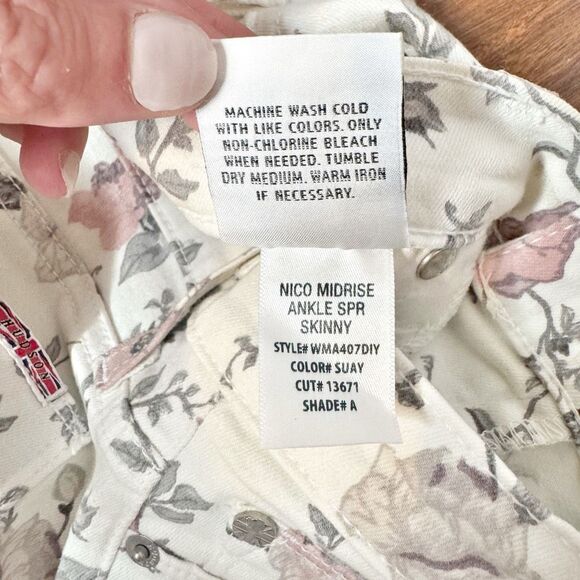 MACHINE WASH COLD
WITH LIKE COLORS. ONLY
NON-CHLORINE BLEACH
WHEN NEEDED. TUMBLE
DRY MEDIUM. WARM IRON
IF NECESSARY.
NICO MIDRISE
ANKLE SPR
SKINNY
STYLE# WMA407DIY
COLOR# SUAY
CUT# 13671
SHADE# A
HUDSON